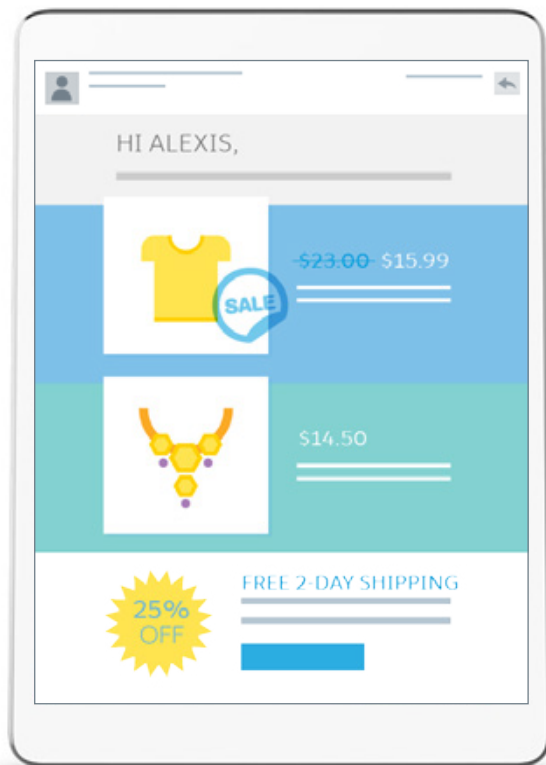 HI ALEXIS,
$23.00 $15.99
SALE
$14.50
FREE 2-DAY SHIPPING
25%
OFF